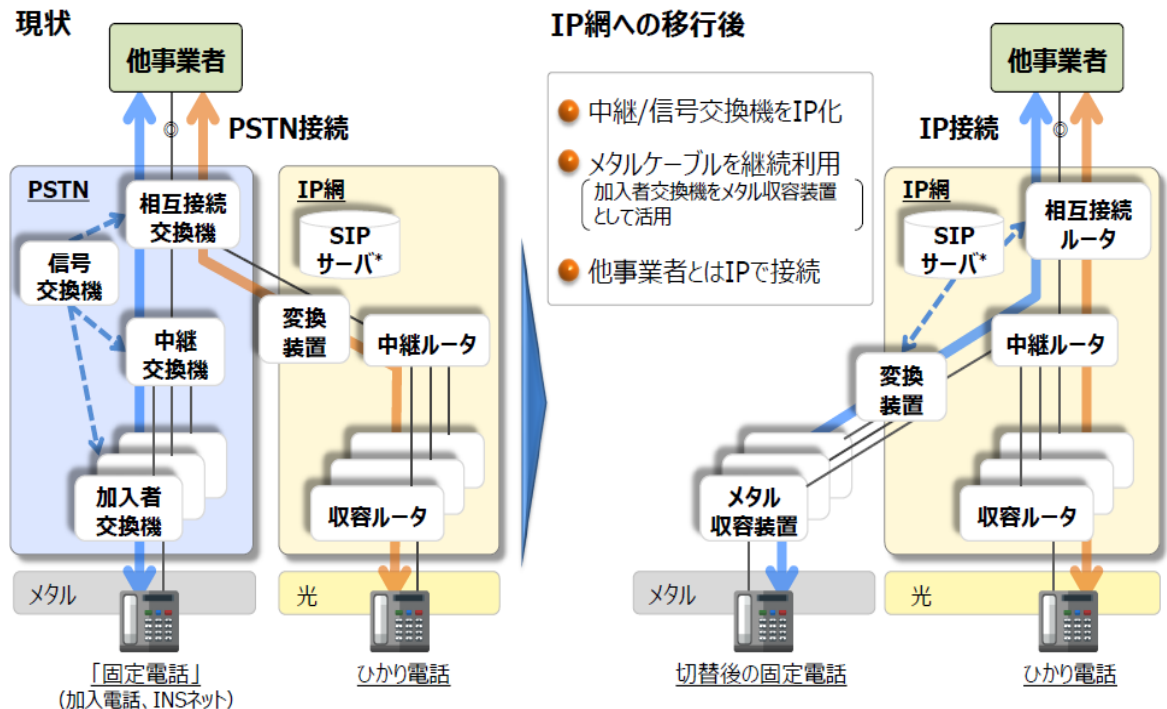 現状
他事業者
PSTN接続
PSTN
相互接続
交換機
信号
交換機
中継
交換機
加入者
交換機
IP網
SIP
サーバ*
変換
装置
中継ルータ
収容ルータ
メタル
光
「固定電話」
(加入電話、INSネット)
ひかり電話
IP網への移行後
中継/信号交換機をIP化
メタルケーブルを継続利用
加入者交換機をメタル収容装置
として活用
他事業者とはIPで接続
他事業者
IP接続
IP網
相互接続
ルータ
SIP
サーバ*
中継ルータ
変換
装置
メタル
収容装置
収容ルータ
メタル
光
切替後の固定電話
ひかり電話